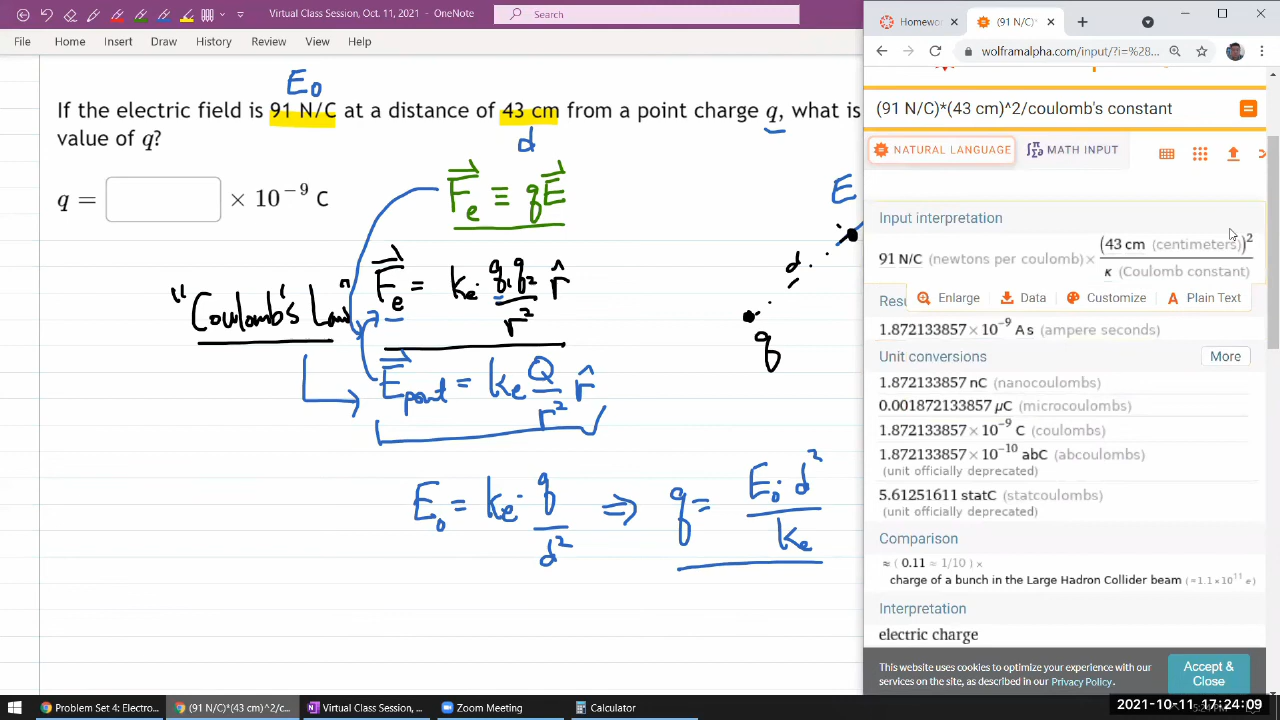 Virtual Class Session, Oct. 11, 2021 - OneNote
Search
File Home Insert Draw History Review View Help
E₀
If the electric field is 91 N/C at a distance of 43 cm from a point charge q, what is
value of q?
d
q = × 10⁻⁹ C
Fₑ ≡ qE
E
d
q
"Coulomb's Law"
Fₑ = kₑ · q₁q₂/r² r̂
E_point = kₑ Q/r² r̂
E₀ = kₑ · q/d² ⇒ q = E₀ · d²/kₑ
Homew
(91 N/C)*
wolframalpha.com/input/?i=%28...
(91 N/C)*(43 cm)^2/coulomb's constant
NATURAL LANGUAGE
MATH INPUT
Input interpretation
91 N/C (newtons per coulomb) × (43 cm (centimeters))² / κ (Coulomb constant)
Enlarge Data Customize Plain Text
Resu
1.872133857 × 10⁻⁹ A s (ampere seconds)
Unit conversions
More
1.872133857 nC (nanocoulombs)
0.001872133857 μC (microcoulombs)
1.872133857 × 10⁻⁹ C (coulombs)
1.872133857 × 10⁻¹⁰ abC (abcoulombs)
(unit officially deprecated)
5.61251611 statC (statcoulombs)
(unit officially deprecated)
Comparison
≈ ( 0.11 ≈ 1/10 ) ×
charge of a bunch in the Large Hadron Collider beam (≈ 1.1×10¹¹ e)
Interpretation
electric charge
This website uses cookies to optimize your experience with our
services on the site, as described in our Privacy Policy.
Accept &
Close
Problem Set 4: Electro...
(91 N/C)*(43 cm)^2/c...
Virtual Class Session, ...
Zoom Meeting
Calculator
2021-10-11 17:24:09